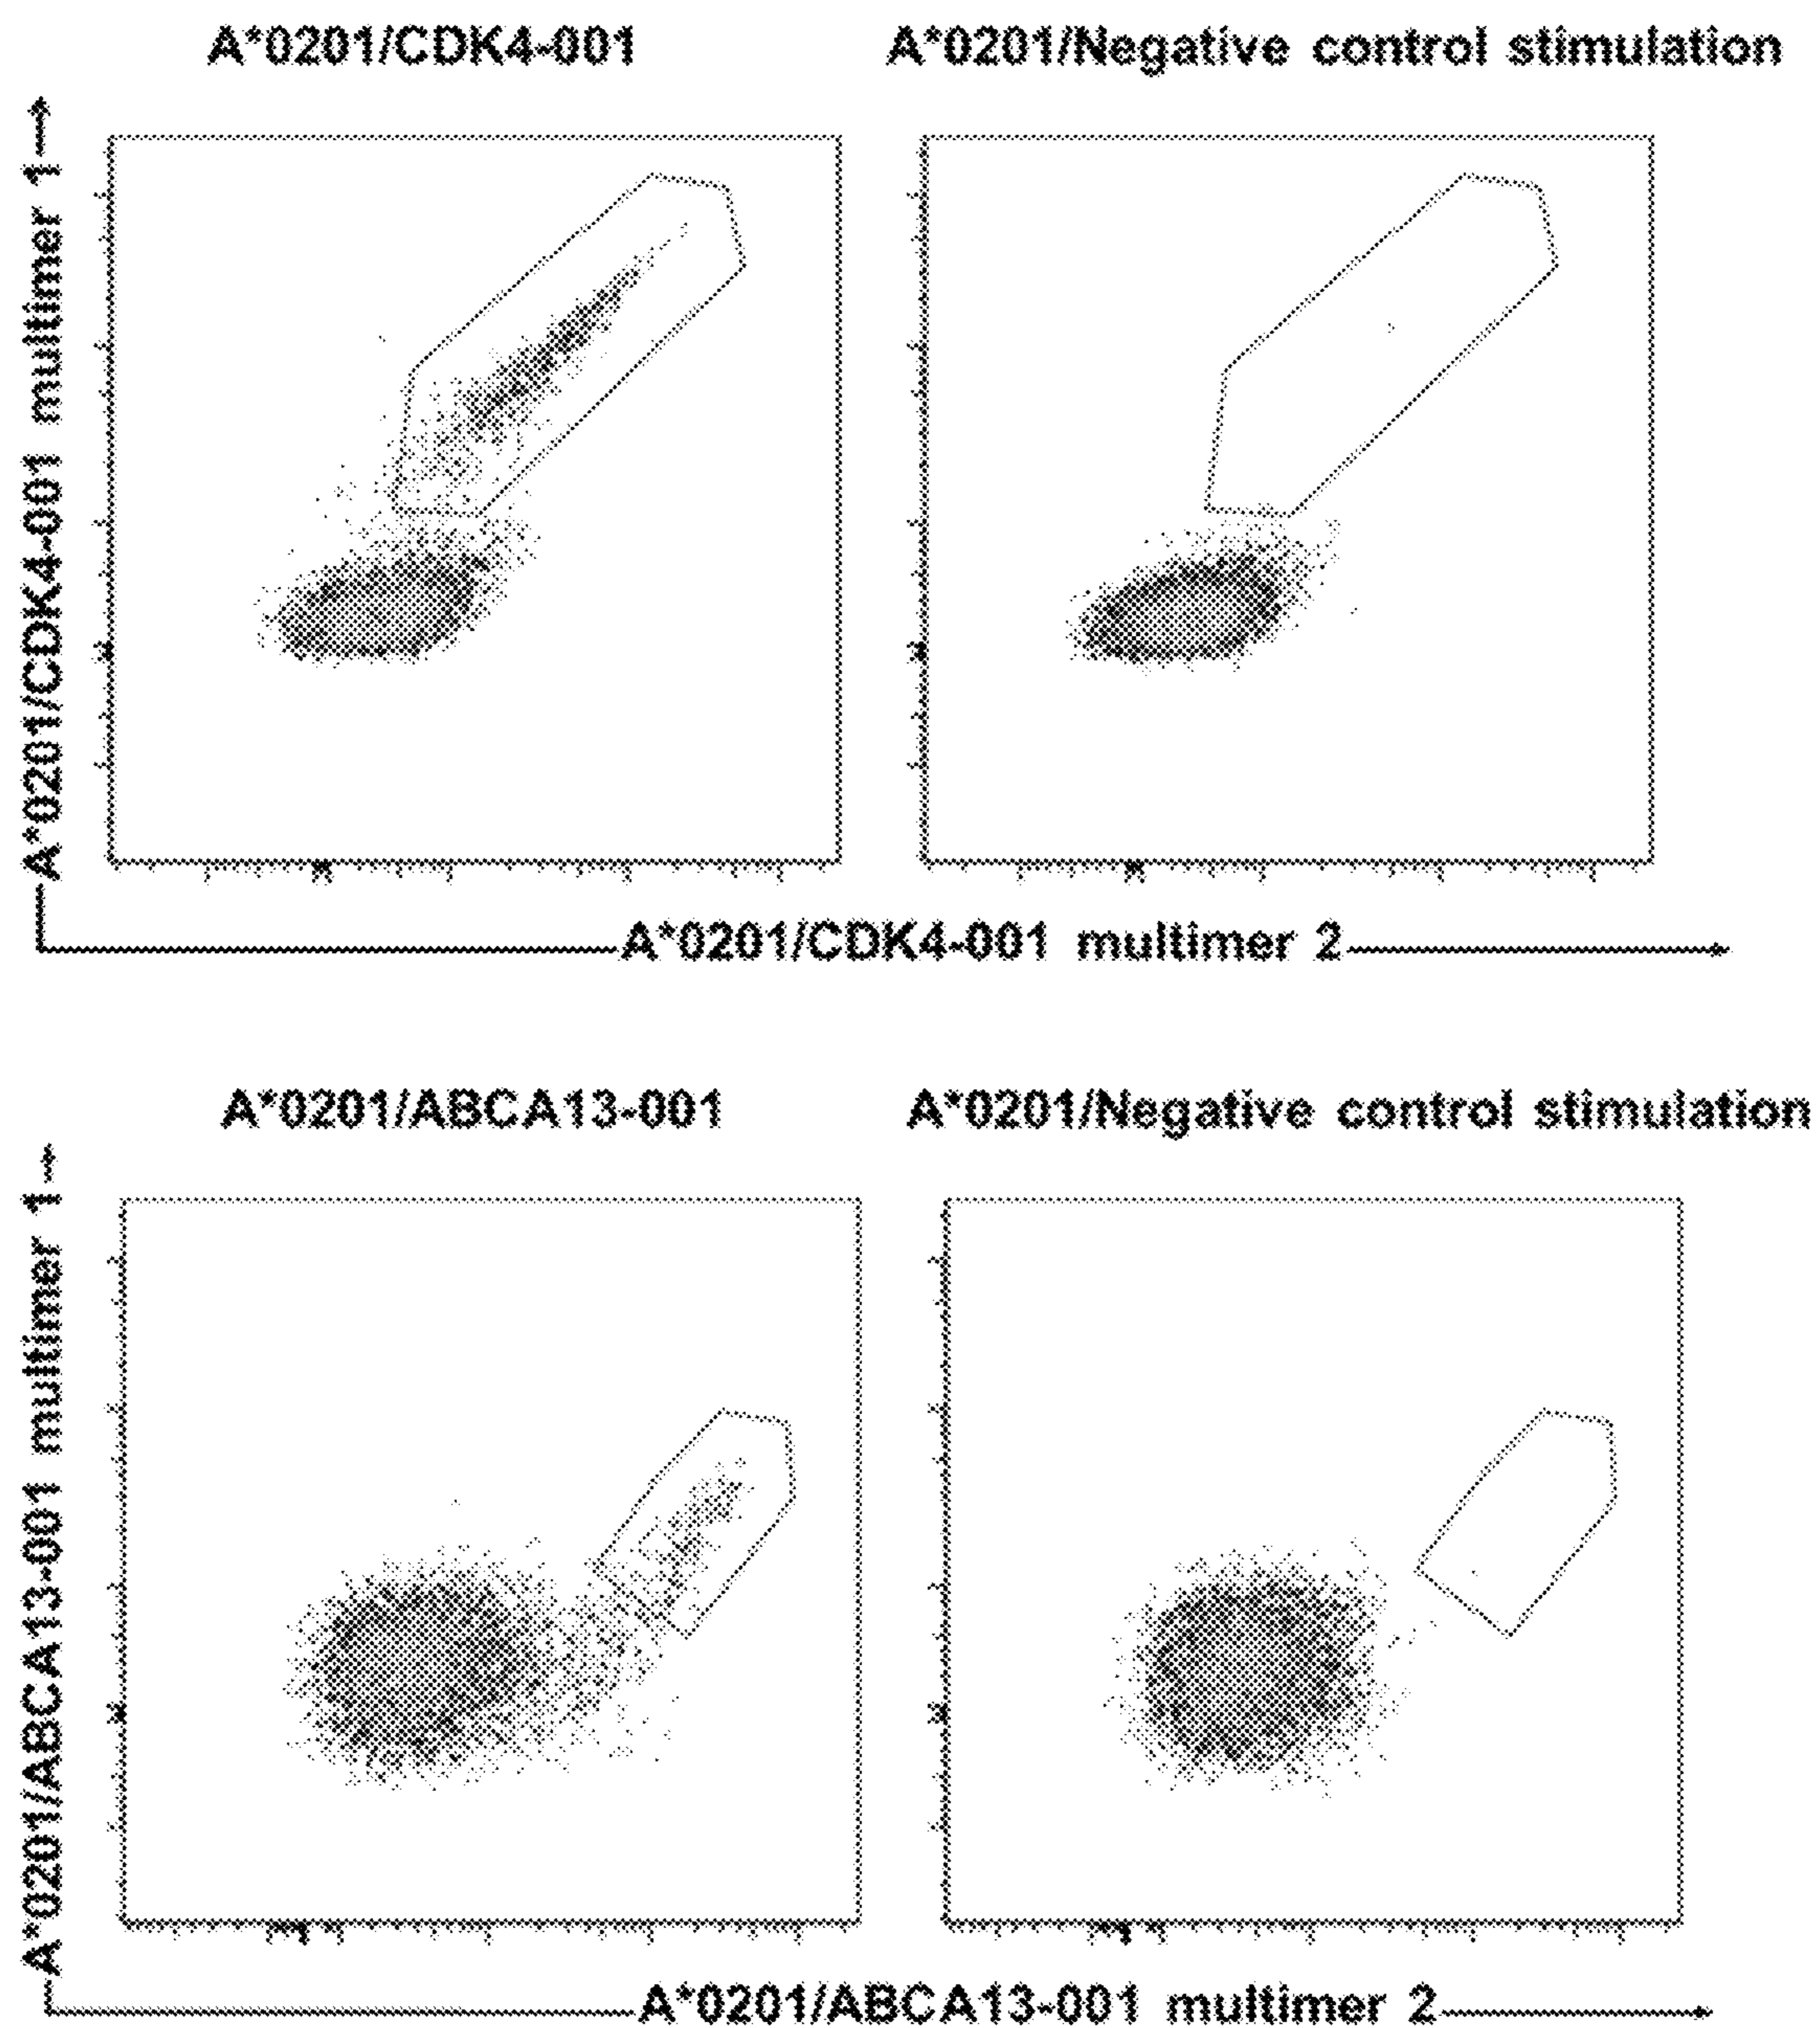 A*0201/CDK4-001
A*0201/Negative control stimulation
A*0201/CDK4-001 multimer 1
A*0201/CDK4-001 multimer 2
A*0201/ABCA13-001
A*0201/Negative control stimulation
A*0201/ABCA13-001 multimer 1
A*0201/ABCA13-001 multimer 2